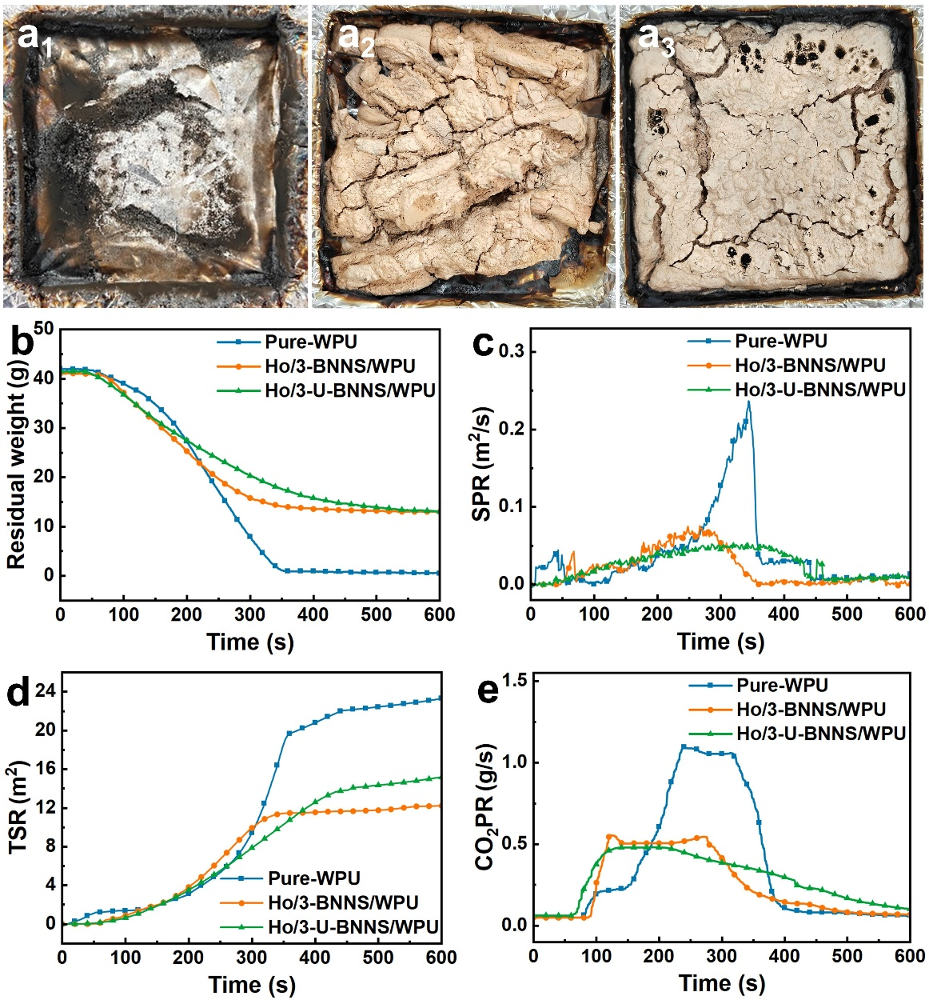 a1
a2
a3
b
50
40
30
20
10
0
Residual weight (g)
Pure-WPU
Ho/3-BNNS/WPU
Ho/3-U-BNNS/WPU
0 100 200 300 400 500 600
Time (s)
c
0.3
0.2
0.1
0.0
SPR (m²/s)
Pure-WPU
Ho/3-BNNS/WPU
Ho/3-U-BNNS/WPU
0 100 200 300 400 500 600
Time (s)
d
24
20
16
12
8
4
0
TSR (m²)
Pure-WPU
Ho/3-BNNS/WPU
Ho/3-U-BNNS/WPU
0 100 200 300 400 500 600
Time (s)
e
1.5
1.0
0.5
0.0
CO₂PR (g/s)
Pure-WPU
Ho/3-BNNS/WPU
Ho/3-U-BNNS/WPU
0 100 200 300 400 500 600
Time (s)